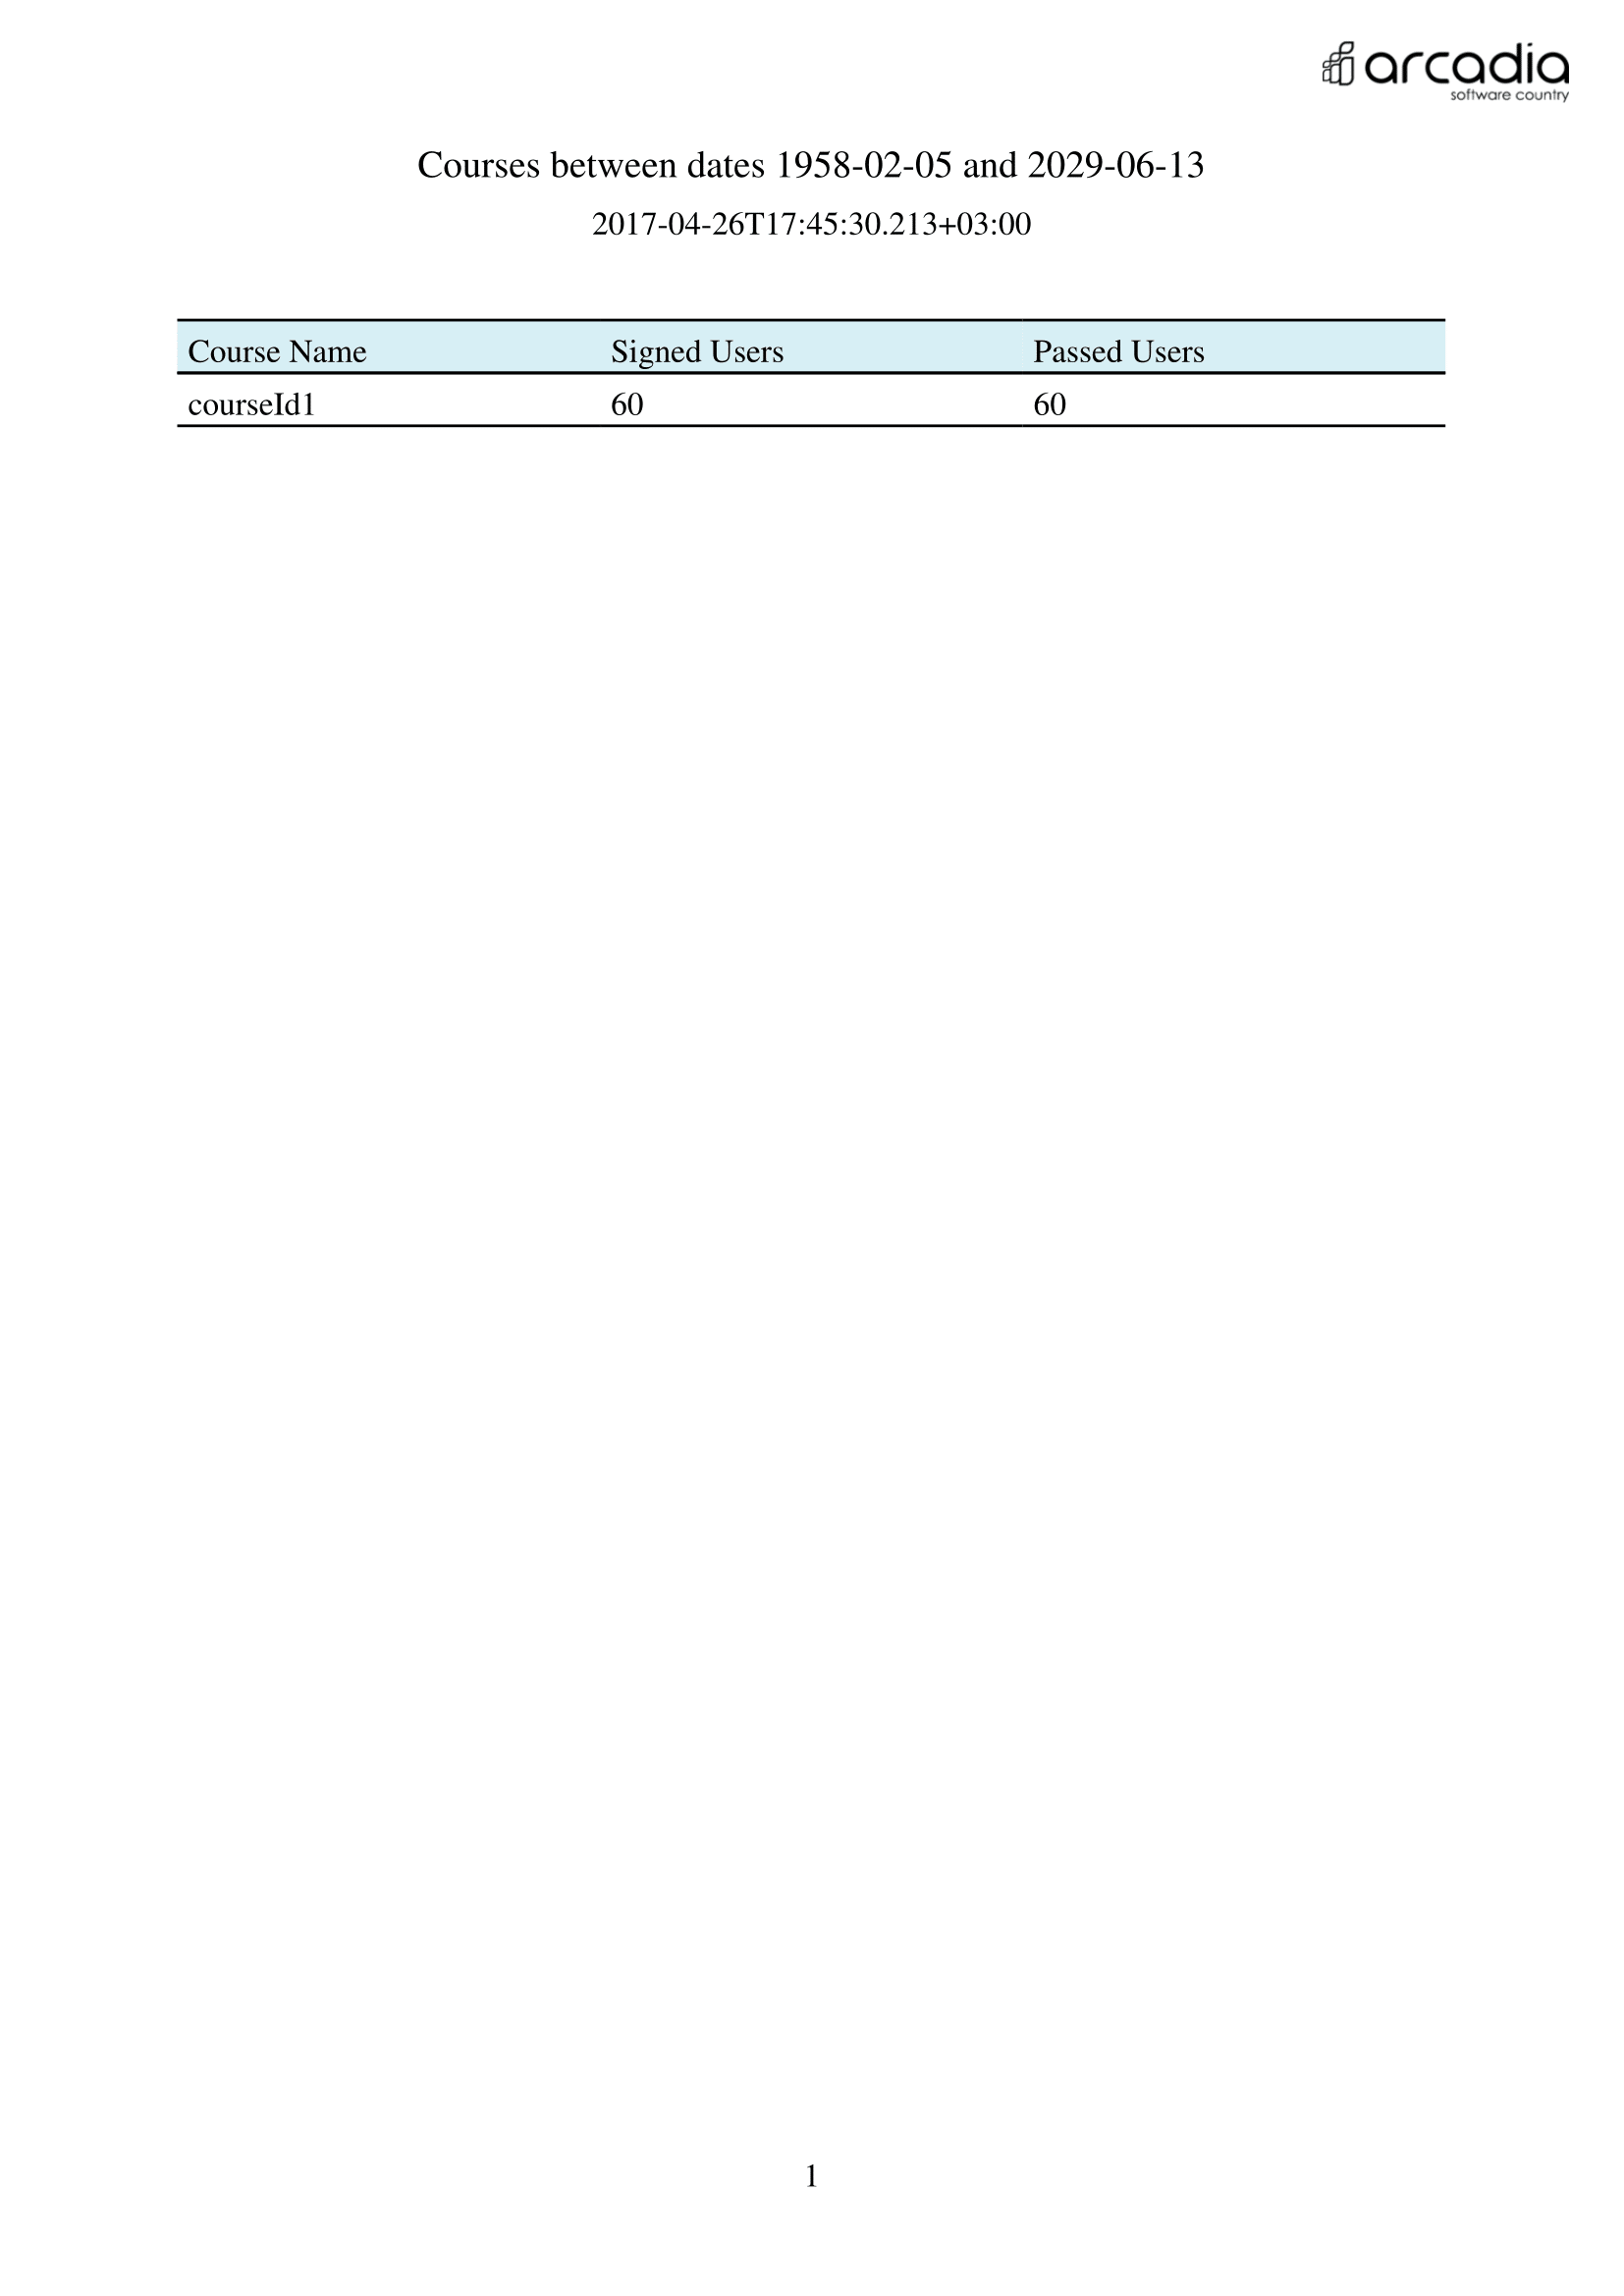 arcadia
software country
Courses between dates 1958-02-05 and 2029-06-13
2017-04-26T17:45:30.213+03:00
Course Name Signed Users Passed Users
courseId1 60 60
1